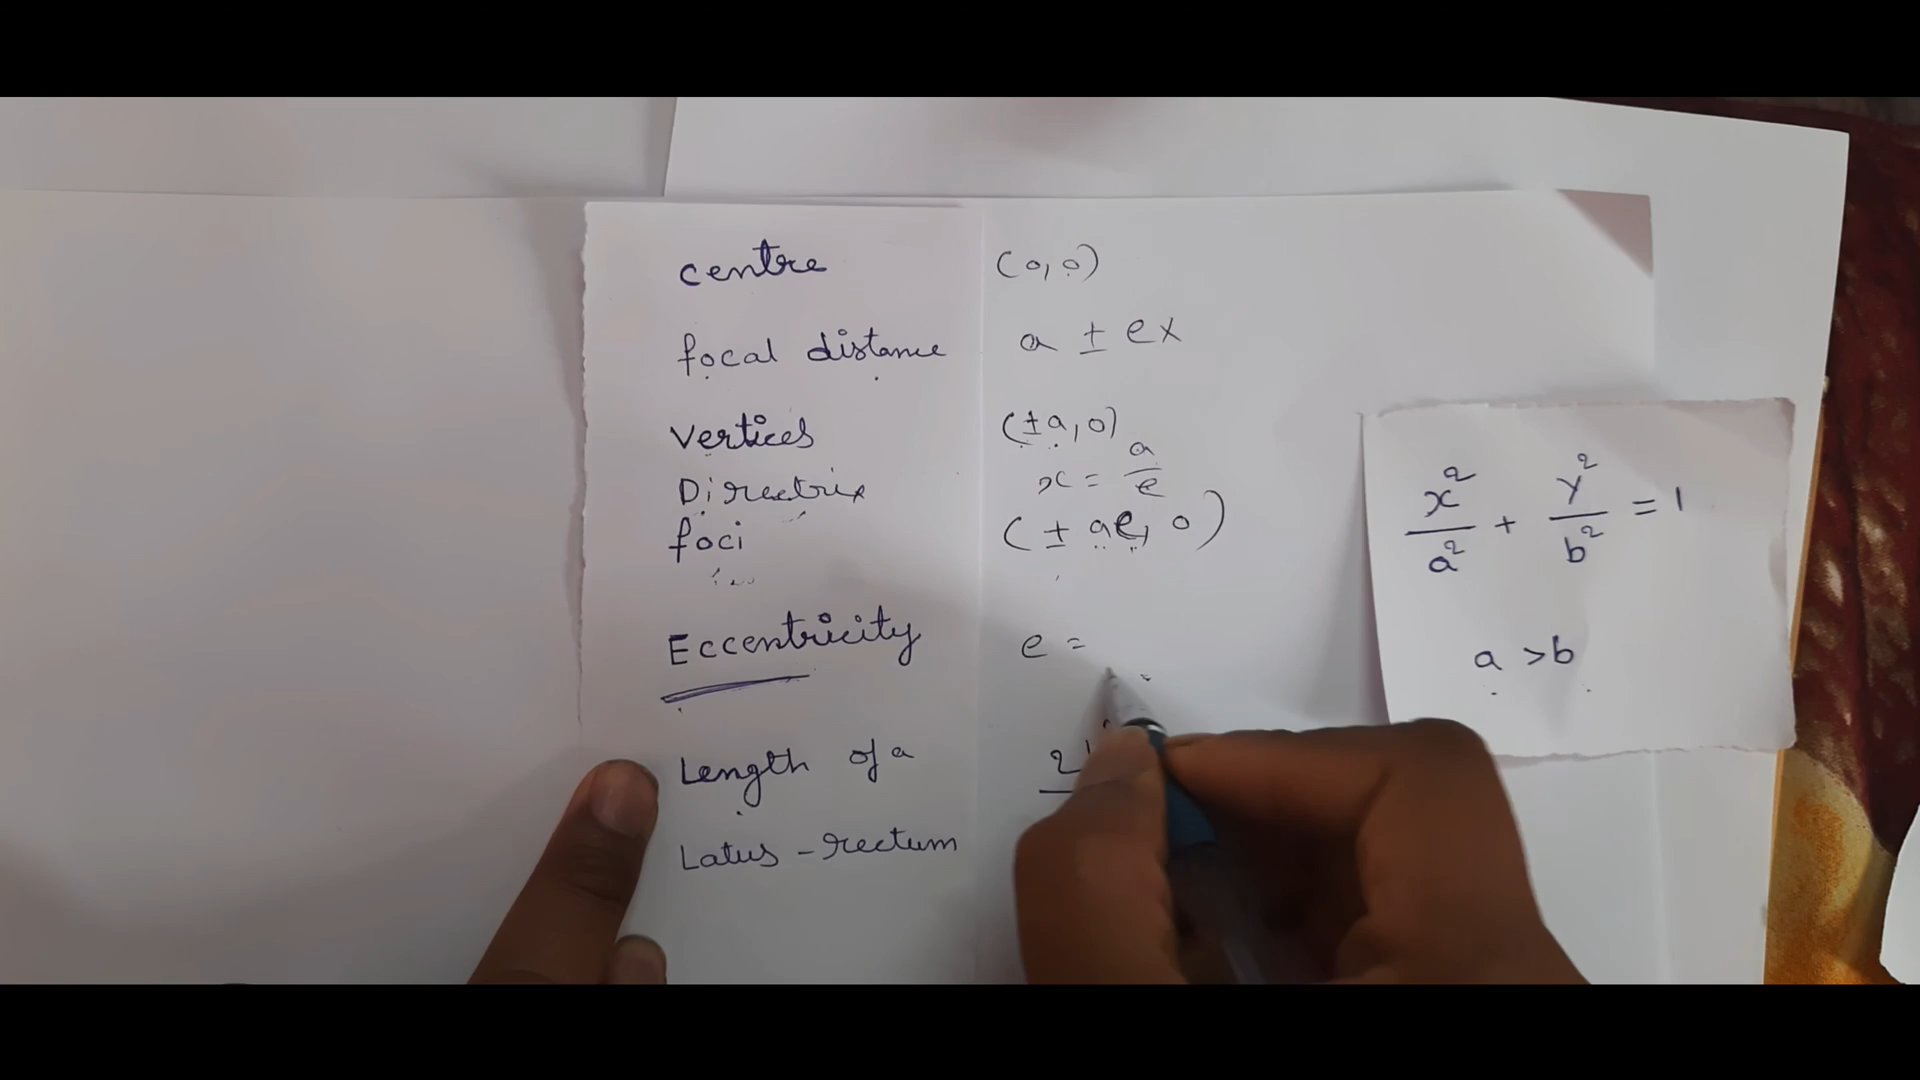 centre (0,0)
focal distance a ± ex
Vertices (±a,0)
Directrix x = a/e
foci (± ae, 0)
Eccentricity e =
Length of a 2
Latus - rectum
x²/a² + y²/b² = 1
a > b